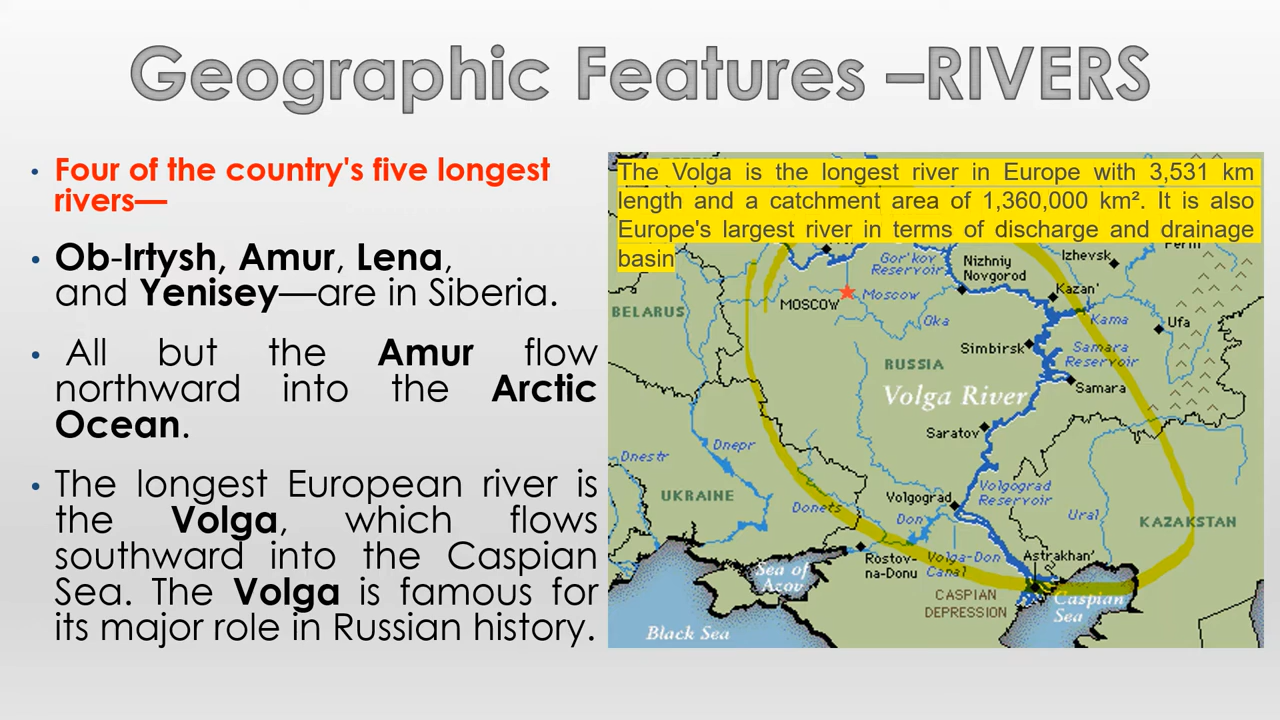 Geographic Features –RIVERS
• Four of the country's five longest
rivers—
• Ob-Irtysh, Amur, Lena,
and Yenisey—are in Siberia.
• All but the Amur flow
northward into the Arctic
Ocean.
• The longest European river is
the Volga, which flows
southward into the Caspian
Sea. The Volga is famous for
its major role in Russian history.
The Volga is the longest river in Europe with 3,531 km
length and a catchment area of 1,360,000 km². It is also
Europe's largest river in terms of discharge and drainage
basin
Gor'kov
Reservoir
Nizhniy
Novgorod
Izhevsk
Perm
MOSCOW
Moscow
Kazan'
BELARUS
Oka
Kama
Ufa
Simbirsk
Samara
Reservoir
RUSSIA
Samara
Volga River
Saratov
Dnepr
Dnestr
UKRAINE
Volgograd
Volgograd
Reservoir
Donets
Don
Ural
KAZAKSTAN
Rostov-
na-Donu
Volga-Don
Canal
Astrakhan'
Sea of
Azov
CASPIAN
DEPRESSION
Caspian
Sea
Black Sea